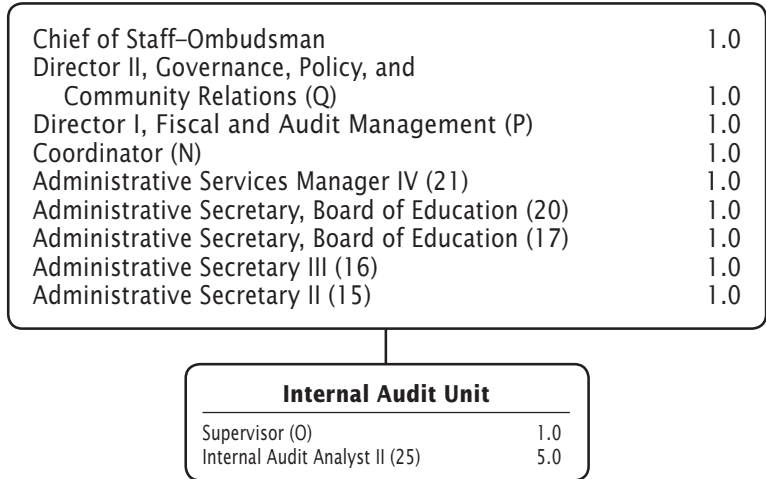 Chief of Staff–Ombudsman 1.0
Director II, Governance, Policy, and
Community Relations (Q) 1.0
Director I, Fiscal and Audit Management (P) 1.0
Coordinator (N) 1.0
Administrative Services Manager IV (21) 1.0
Administrative Secretary, Board of Education (20) 1.0
Administrative Secretary, Board of Education (17) 1.0
Administrative Secretary III (16) 1.0
Administrative Secretary II (15) 1.0
Internal Audit Unit
Supervisor (O) 1.0
Internal Audit Analyst II (25) 5.0